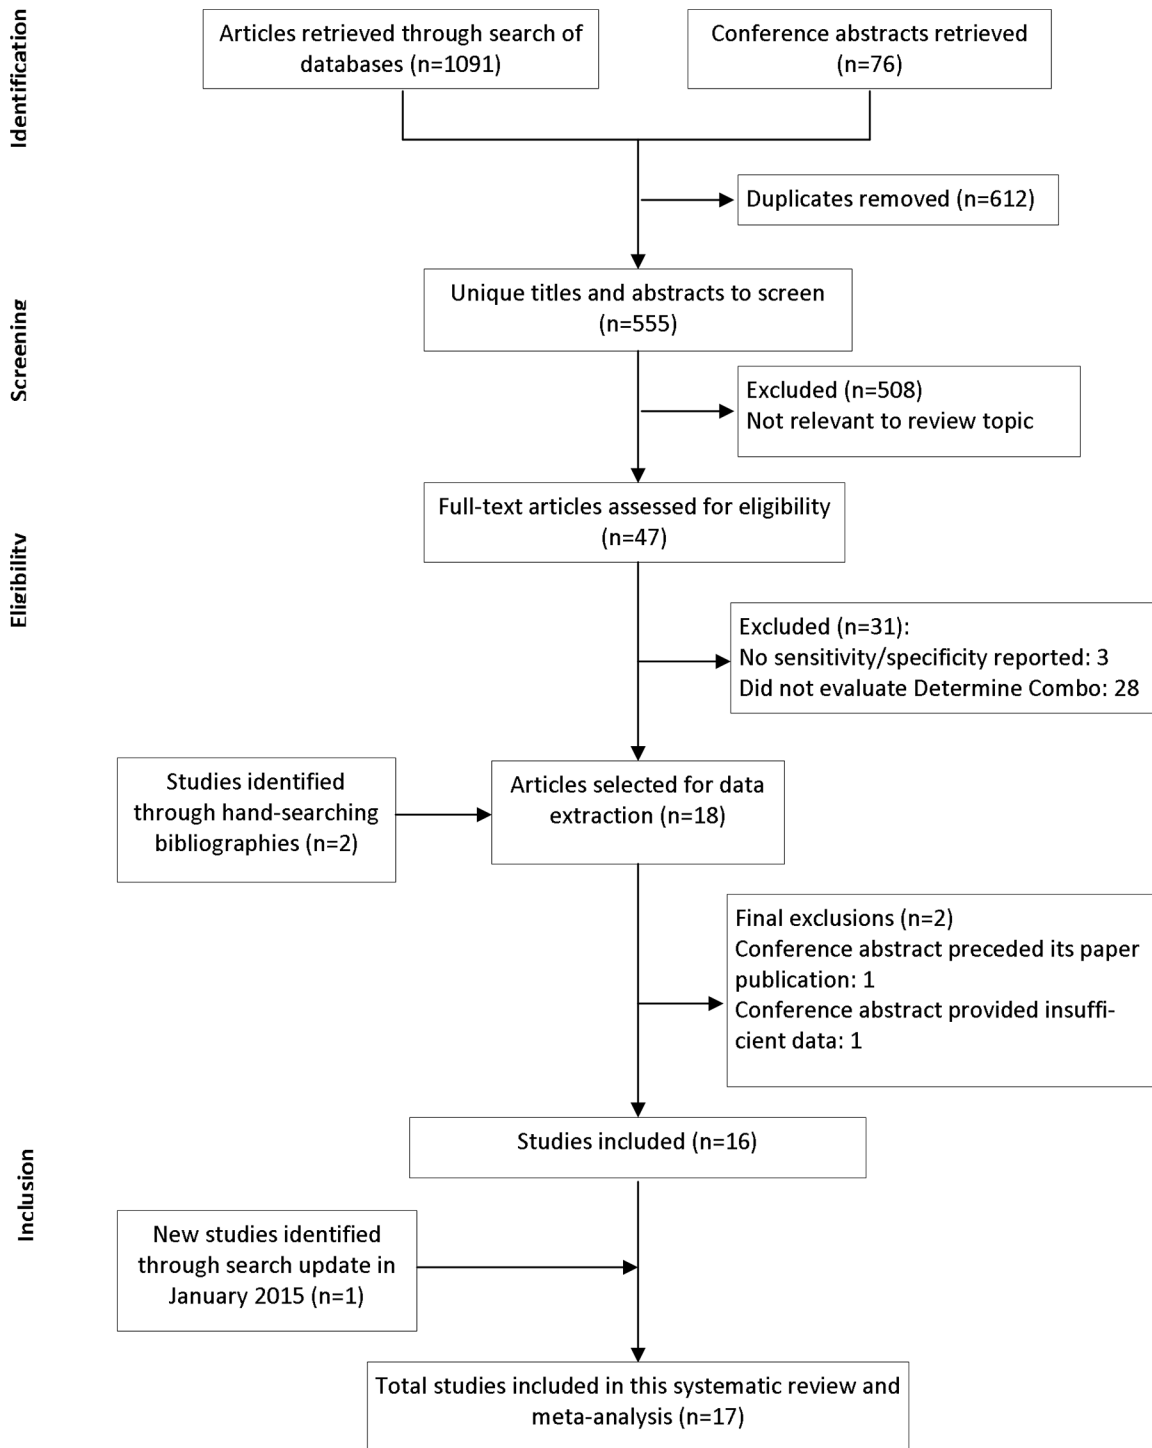 Identification
Articles retrieved through search of
databases (n=1091)
Conference abstracts retrieved
(n=76)
Duplicates removed (n=612)
Screening
Unique titles and abstracts to screen
(n=555)
Excluded (n=508)
Not relevant to review topic
Eligibility
Full-text articles assessed for eligibility
(n=47)
Excluded (n=31):
No sensitivity/specificity reported: 3
Did not evaluate Determine Combo: 28
Studies identified
through hand-searching
bibliographies (n=2)
Articles selected for data
extraction (n=18)
Final exclusions (n=2)
Conference abstract preceded its paper
publication: 1
Conference abstract provided insuffi-
cient data: 1
Inclusion
Studies included (n=16)
New studies identified
through search update in
January 2015 (n=1)
Total studies included in this systematic review and
meta-analysis (n=17)